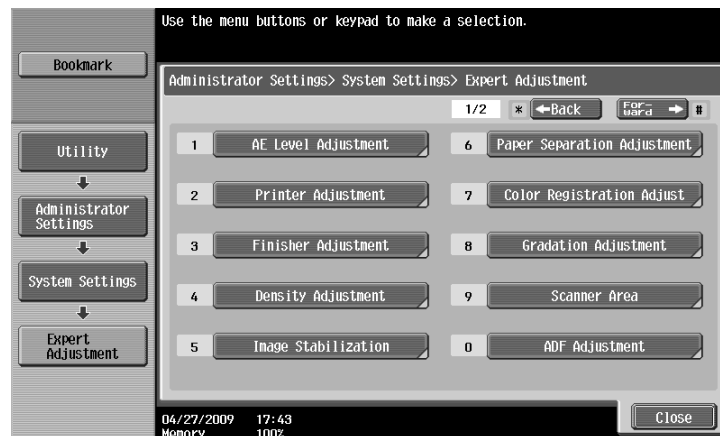 Use the menu buttons or keypad to make a selection.
Bookmark
Administrator Settings> System Settings> Expert Adjustment
1/2 * ←Back For-ward → #
Utility
Administrator
Settings
System Settings
Expert
Adjustment
1 AE Level Adjustment
2 Printer Adjustment
3 Finisher Adjustment
4 Density Adjustment
5 Image Stabilization
6 Paper Separation Adjustment
7 Color Registration Adjust
8 Gradation Adjustment
9 Scanner Area
0 ADF Adjustment
04/27/2009 17:43
Memory 100%
Close